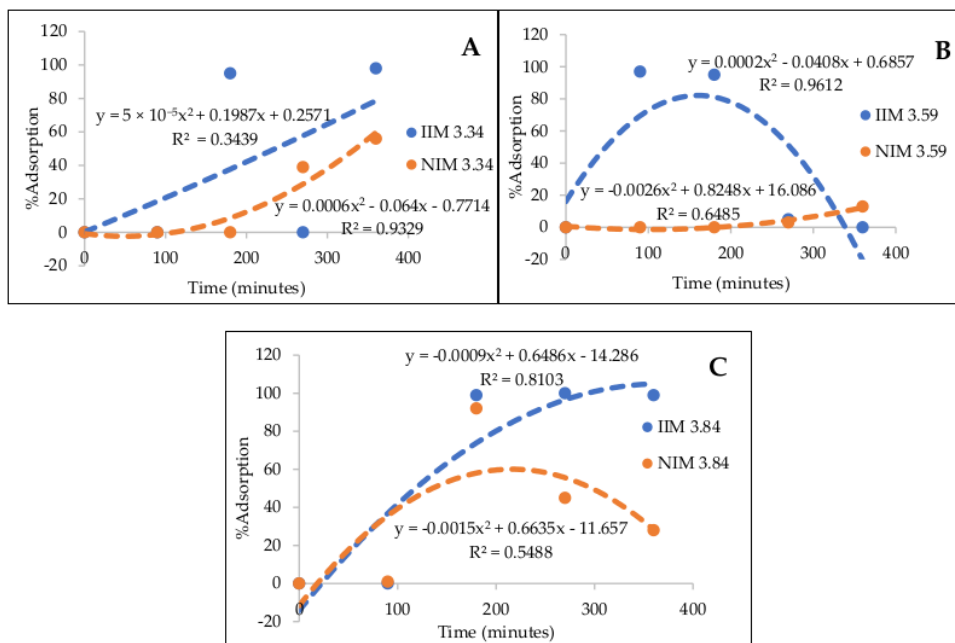 A
120
100
80
60
40
20
0
-20
%Adsorption
y = 5 × 10⁻⁵x² + 0.1987x + 0.2571
R² = 0.3439
IIM 3.34
NIM 3.34
y = 0.0006x² - 0.064x - 0.7714
R² = 0.9329
0 100 200 300 400
Time (minutes)
B
120
100
80
60
40
20
0
-20
%Adsorption
y = 0.0002x² - 0.0408x + 0.6857
R² = 0.9612
IIM 3.59
NIM 3.59
y = -0.0026x² + 0.8248x + 16.086
R² = 0.6485
0 100 200 300 400
Time (minutes)
C
120
100
80
60
40
20
0
-20
%Adsorption
y = -0.0009x² + 0.6486x - 14.286
R² = 0.8103
IIM 3.84
NIM 3.84
y = -0.0015x² + 0.6635x - 11.657
R² = 0.5488
0 100 200 300 400
Time (minutes)